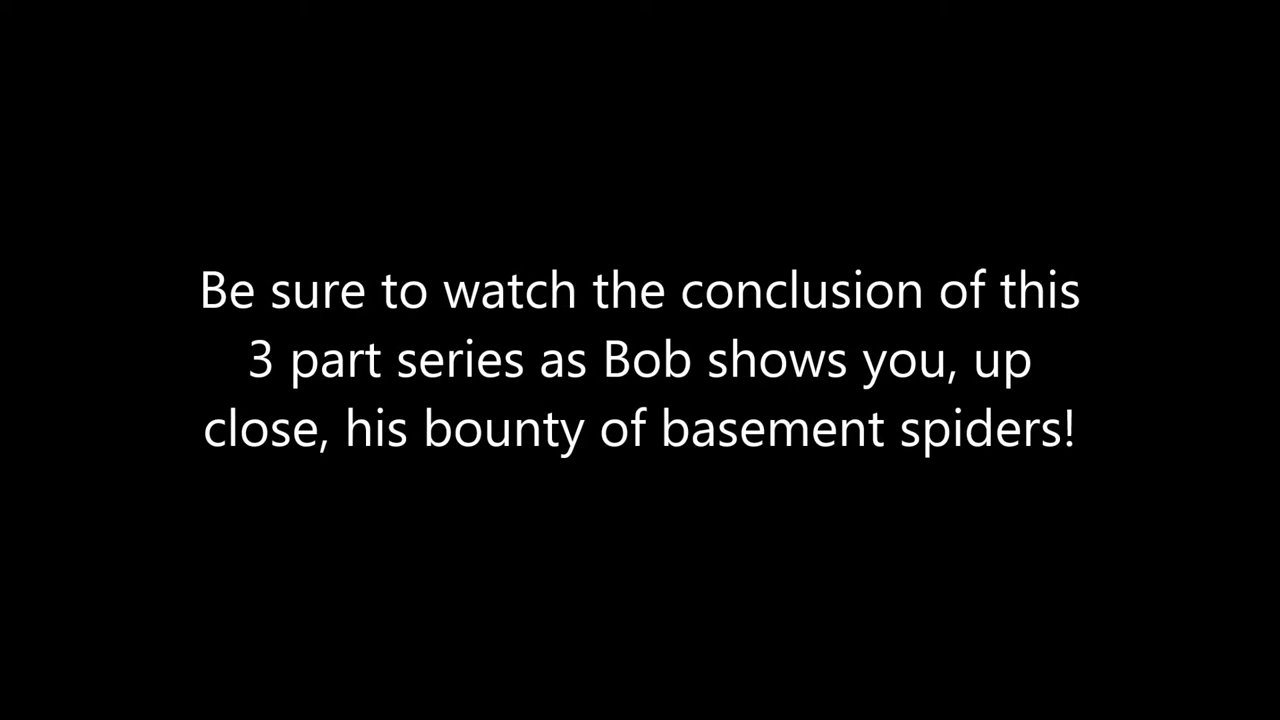 Be sure to watch the conclusion of this
3 part series as Bob shows you, up
close, his bounty of basement spiders!